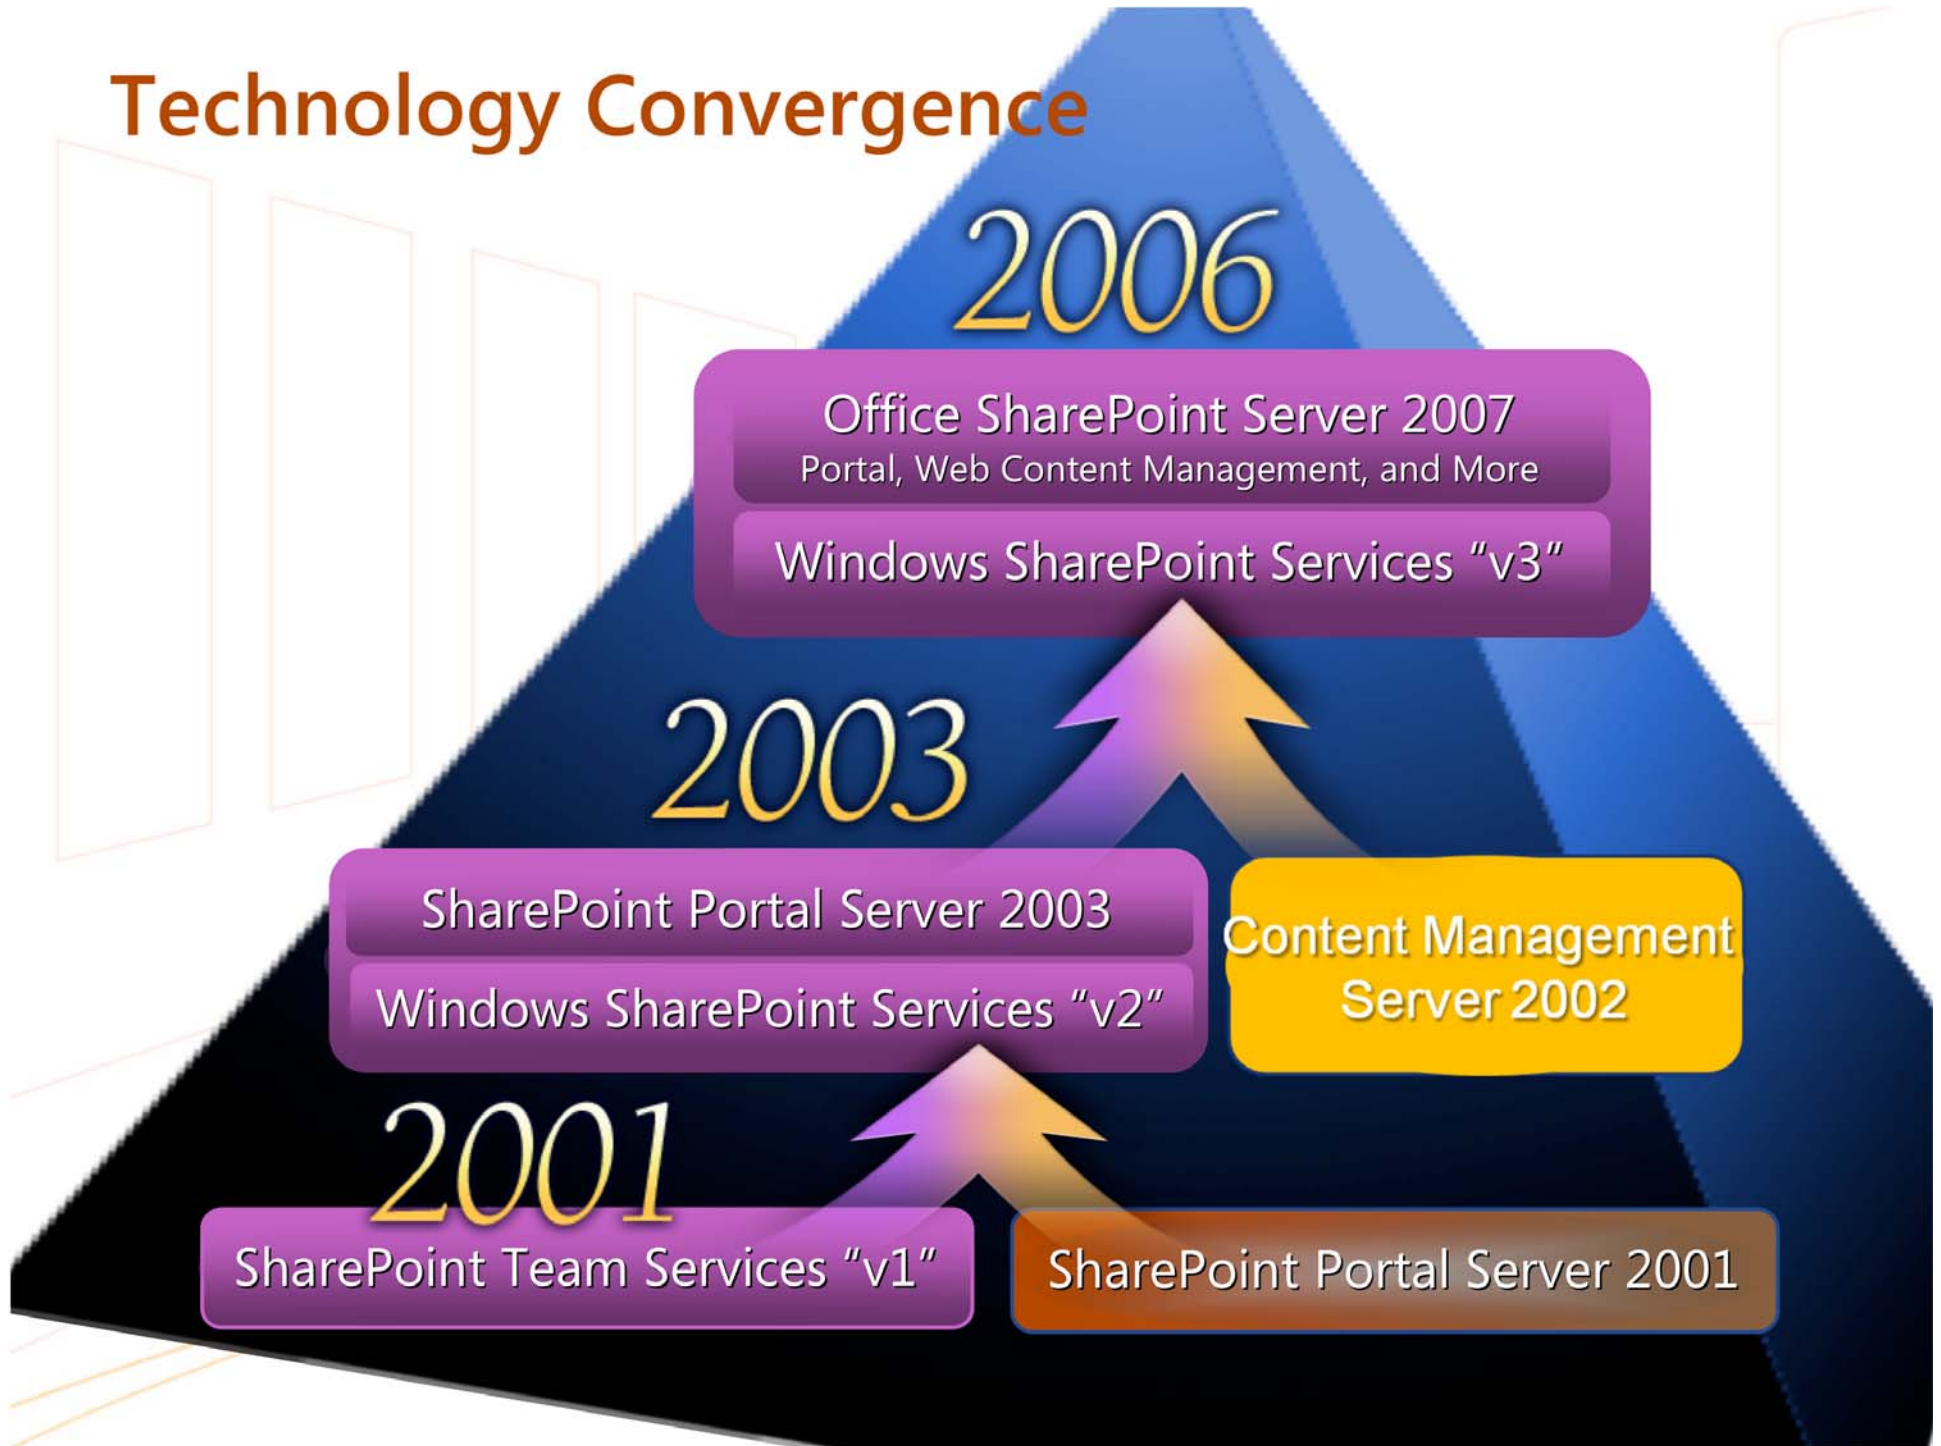 Technology Convergence
2006
Office SharePoint Server 2007
Portal, Web Content Management, and More
Windows SharePoint Services “v3”
2003
SharePoint Portal Server 2003
Windows SharePoint Services “v2”
Content Management
Server 2002
2001
SharePoint Team Services “v1”
SharePoint Portal Server 2001